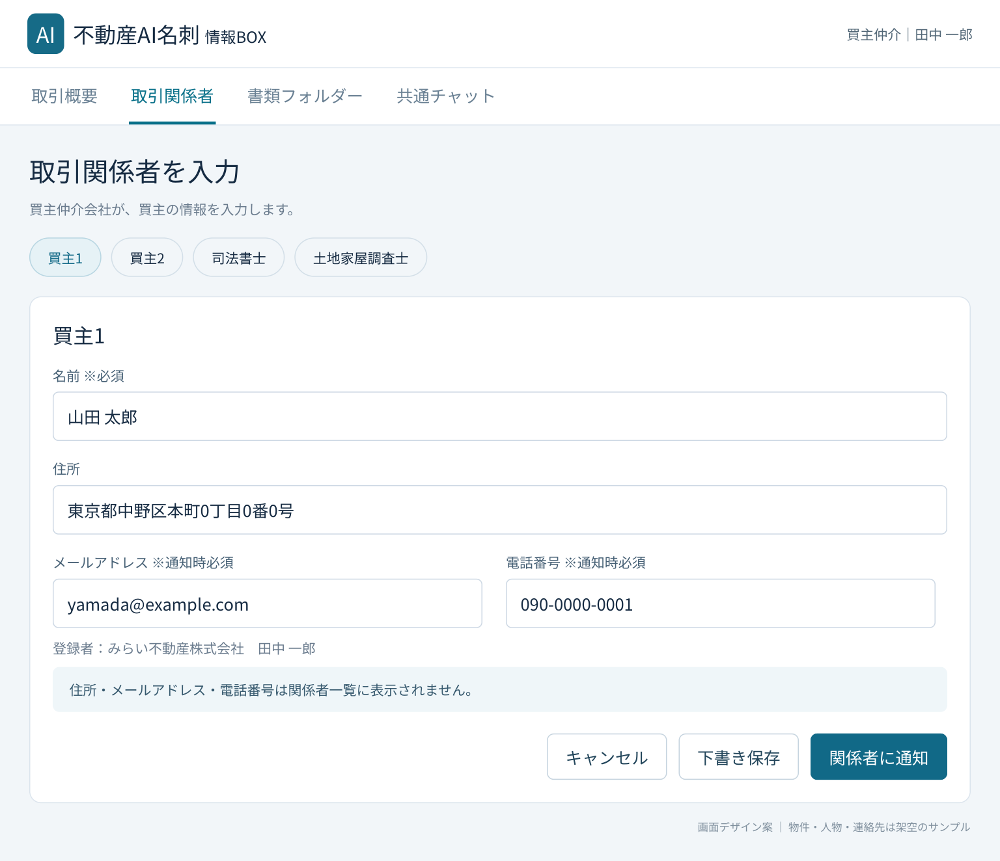 AI 不動産AI名刺 情報BOX
買主仲介｜田中 一郎
取引概要 取引関係者 書類フォルダー 共通チャット
取引関係者を入力
買主仲介会社が、買主の情報を入力します。
買主1 買主2 司法書士 土地家屋調査士
買主1
名前 ※必須
山田 太郎
住所
東京都中野区本町0丁目0番0号
メールアドレス ※通知時必須 電話番号 ※通知時必須
yamada@example.com 090-0000-0001
登録者：みらい不動産株式会社　田中 一郎
住所・メールアドレス・電話番号は関係者一覧に表示されません。
キャンセル 下書き保存 関係者に通知
画面デザイン案 ｜ 物件・人物・連絡先は架空のサンプル